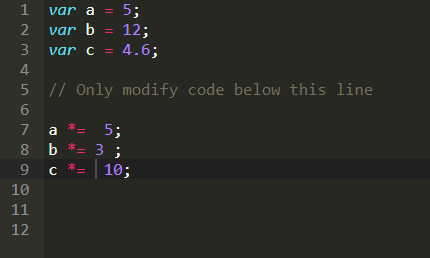 1 var a = 5;
2 var b = 12;
3 var c = 4.6;
4
5 // Only modify code below this line
6
7 a *=  5;
8 b *= 3 ;
9 c *=  10;
10
11
12